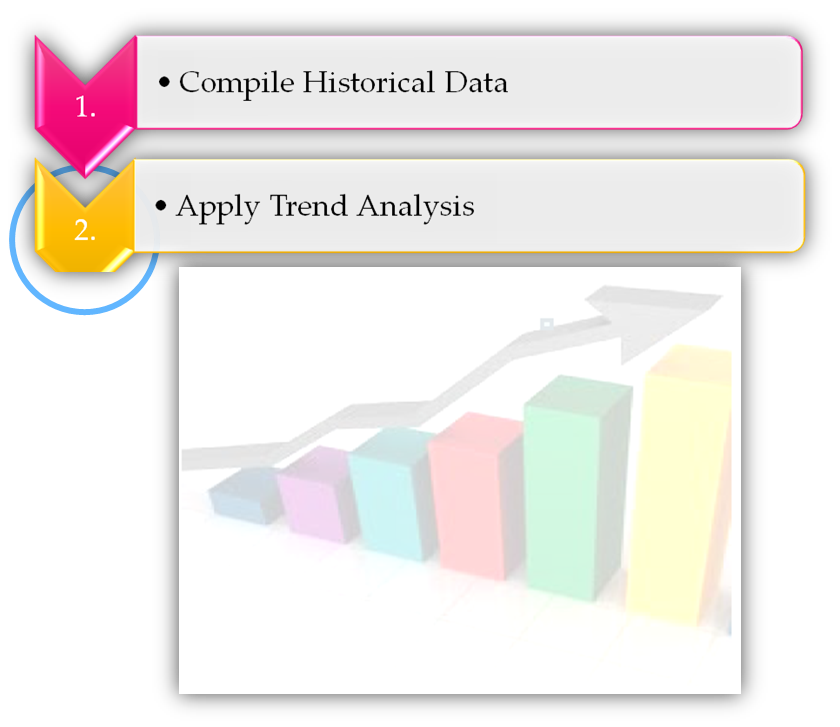 1.
• Compile Historical Data
2.
• Apply Trend Analysis